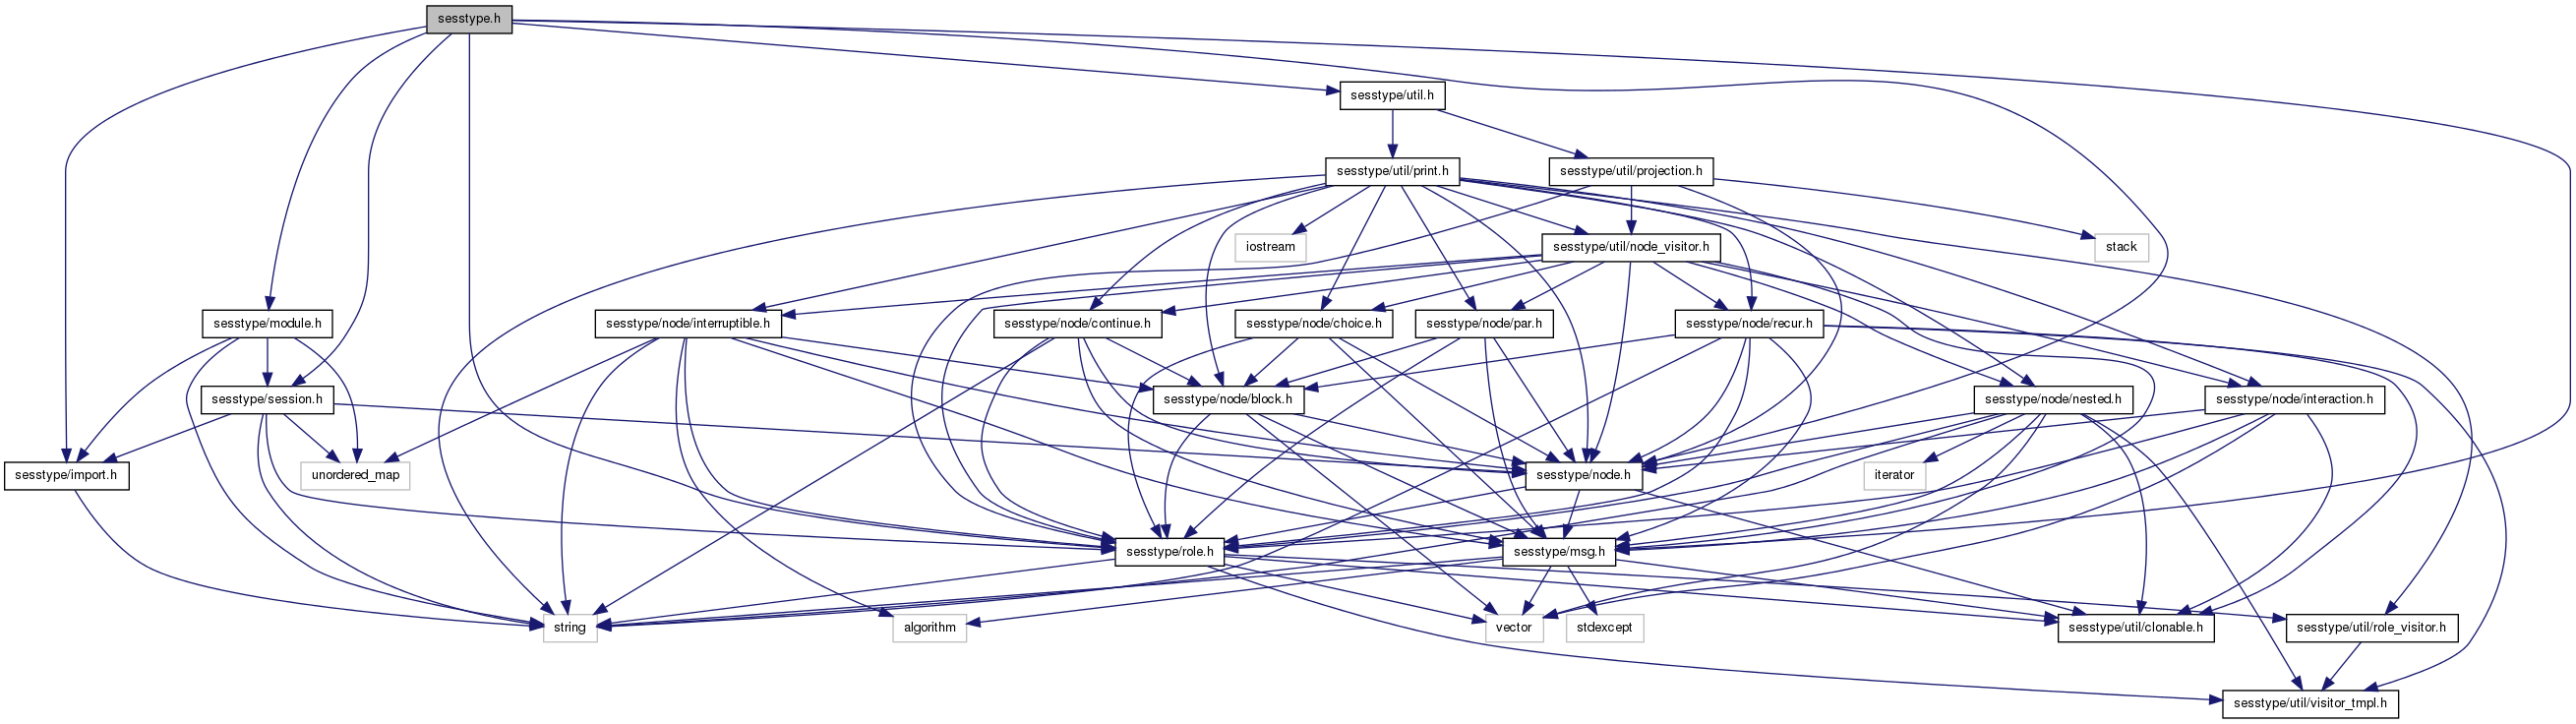 sesstype.h
sesstype/util.h
sesstype/util/print.h
sesstype/util/projection.h
iostream
sesstype/util/node_visitor.h
stack
sesstype/module.h
sesstype/node/interruptible.h
sesstype/node/continue.h
sesstype/node/choice.h
sesstype/node/par.h
sesstype/node/recur.h
sesstype/session.h
sesstype/node/block.h
sesstype/node/nested.h
sesstype/node/interaction.h
sesstype/import.h
unordered_map
sesstype/node.h
iterator
sesstype/role.h
sesstype/msg.h
string
algorithm
vector
stdexcept
sesstype/util/clonable.h
sesstype/util/role_visitor.h
sesstype/util/visitor_tmpl.h